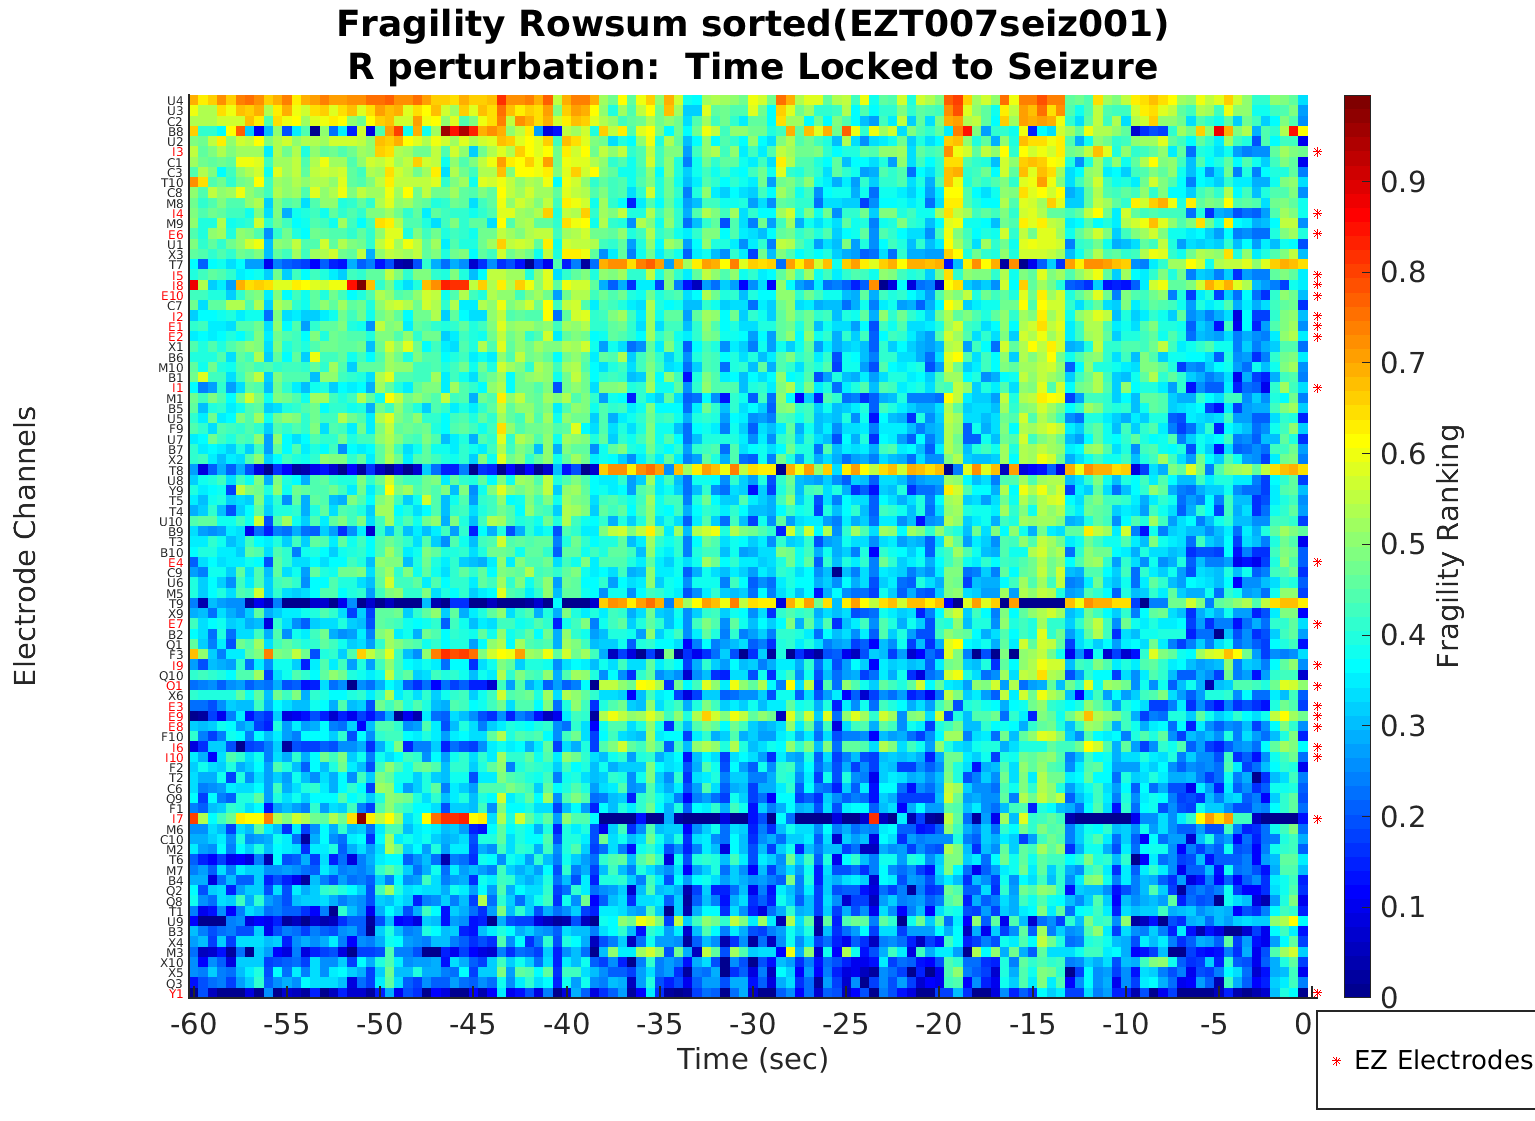 Fragility Rowsum sorted(EZT007seiz001)
R perturbation: Time Locked to Seizure
Electrode Channels
U4
U3
C2
B8
U2
I3
C1
C3
T10
C8
M8
I4
M9
E6
U1
X3
T7
I5
I8
E10
C7
I2
E1
E2
X1
B6
M10
B1
I1
M1
B5
U5
F9
U7
B7
X2
T8
U8
Y9
T5
T4
U10
B9
T3
B10
E4
C9
U6
M5
T9
X9
E7
B2
Q1
F3
I9
Q10
O1
X6
E3
E9
E8
F10
I6
I10
F2
T2
C6
Q9
F1
I7
M6
C10
M2
T6
M7
B4
Q2
Q8
T1
U9
B3
X4
M3
X10
X5
Q3
Y1
-60 -55 -50 -45 -40 -35 -30 -25 -20 -15 -10 -5 0
Time (sec)
0.9
0.8
0.7
0.6
0.5
0.4
0.3
0.2
0.1
0
Fragility Ranking
EZ Electrodes